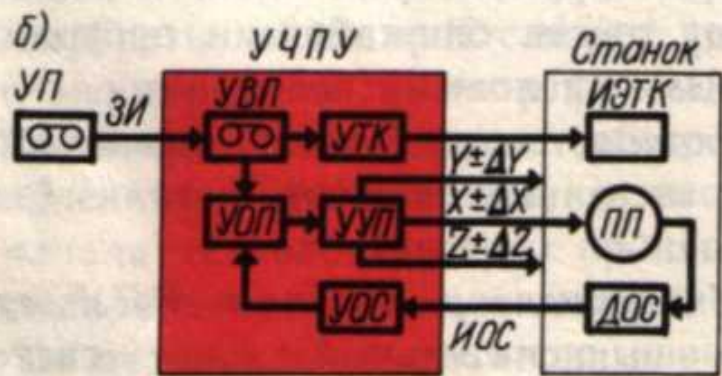 б)
УЧПУ
Станок
УП
ЗИ
УВП
УТК
ИЭТК
Y±ΔY
УОП
УУП
X±ΔX
ПП
Z±ΔZ
УОС
ИОС
ДОС